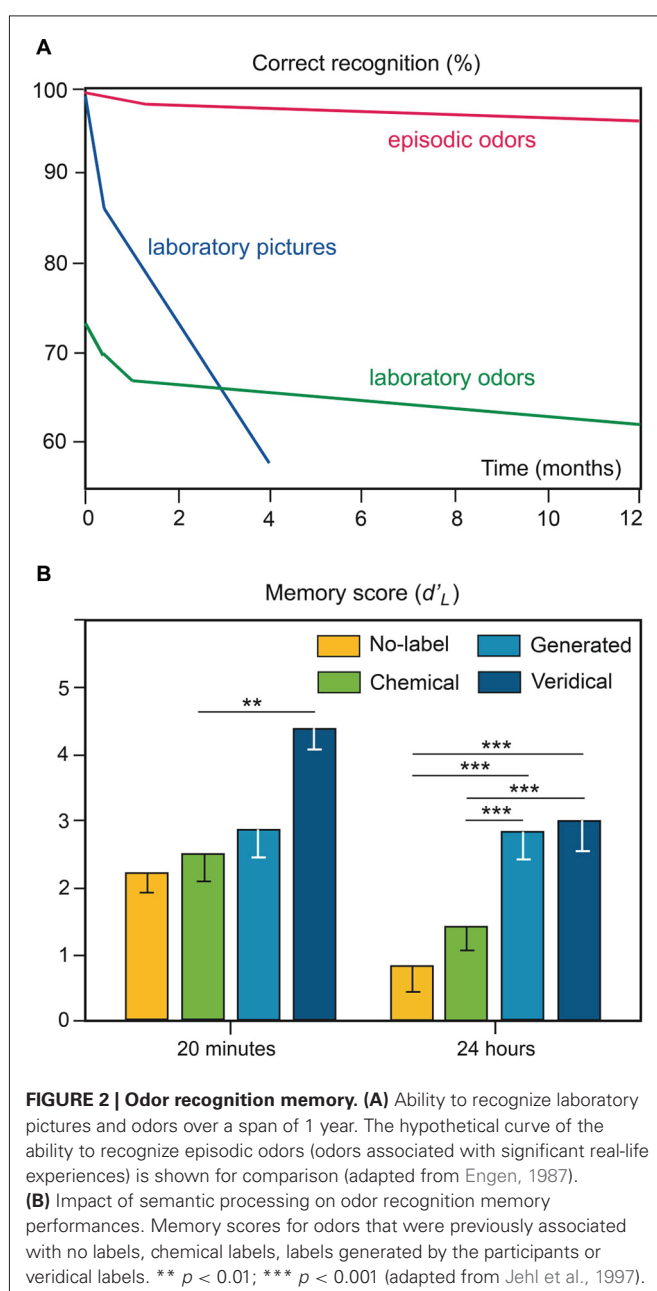 A
Correct recognition (%)
100
90
80
70
60
episodic odors
laboratory pictures
laboratory odors
Time (months)
0 2 4 6 8 10 12
B
Memory score (d'L)
No-label
Generated
Chemical
Veridical
5
4
3
2
1
0
**
***
***
***
***
20 minutes
24 hours
FIGURE 2 | Odor recognition memory. (A) Ability to recognize laboratory
pictures and odors over a span of 1 year. The hypothetical curve of the
ability to recognize episodic odors (odors associated with significant real-life
experiences) is shown for comparison (adapted from Engen, 1987).
(B) Impact of semantic processing on odor recognition memory
performances. Memory scores for odors that were previously associated
with no labels, chemical labels, labels generated by the participants or
veridical labels. ** p < 0.01; *** p < 0.001 (adapted from Jehl et al., 1997).